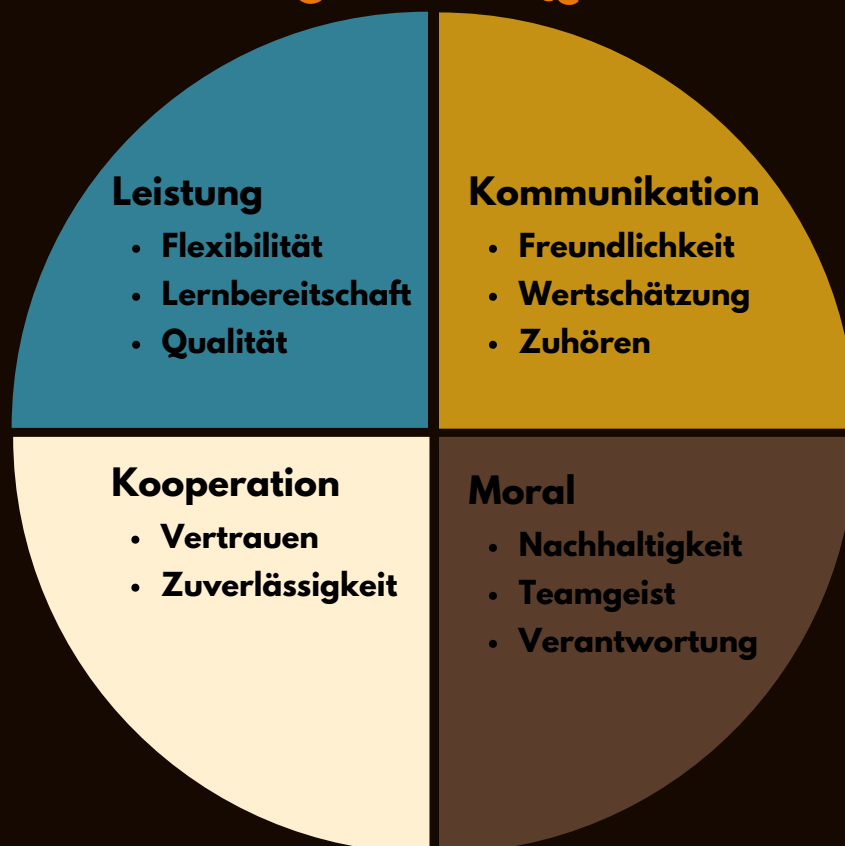 Leistung
• Flexibilität
• Lernbereitschaft
• Qualität
Kommunikation
• Freundlichkeit
• Wertschätzung
• Zuhören
Kooperation
• Vertrauen
• Zuverlässigkeit
Moral
• Nachhaltigkeit
• Teamgeist
• Verantwortung